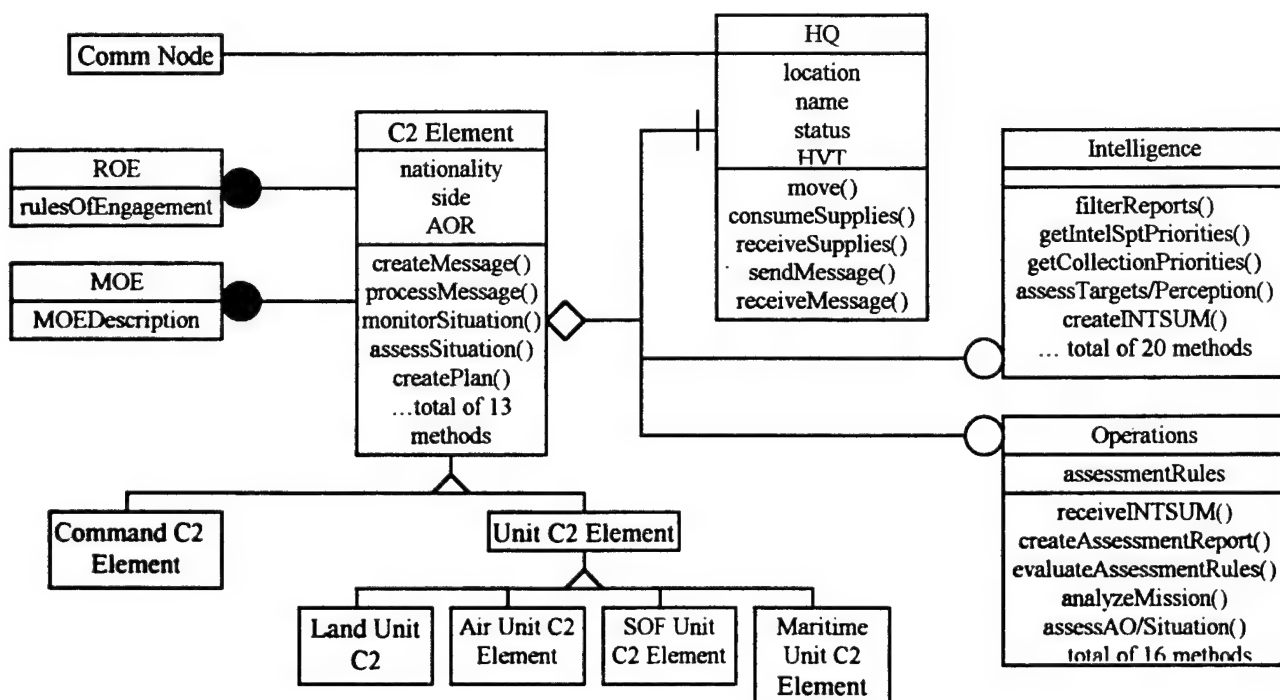 Comm Node
HQ
location
name
status
HVT
move()
consumeSupplies()
receiveSupplies()
sendMessage()
receiveMessage()
C2 Element
nationality
side
AOR
createMessage()
processMessage()
monitorSituation()
assessSituation()
createPlan()
...total of 13
methods
ROE
rulesOfEngagement
MOE
MOEDescription
Intelligence
filterReports()
getIntelSptPriorities()
getCollectionPriorities()
assessTargets/Perception()
createINTSUM()
... total of 20 methods
Operations
assessmentRules
receiveINTSUM()
createAssessmentReport()
evaluateAssessmentRules()
analyzeMission()
assessAO/Situation()
total of 16 methods
Command C2
Element
Unit C2 Element
Land Unit
C2
Air Unit C2
Element
SOF Unit
C2 Element
Maritime
Unit C2
Element